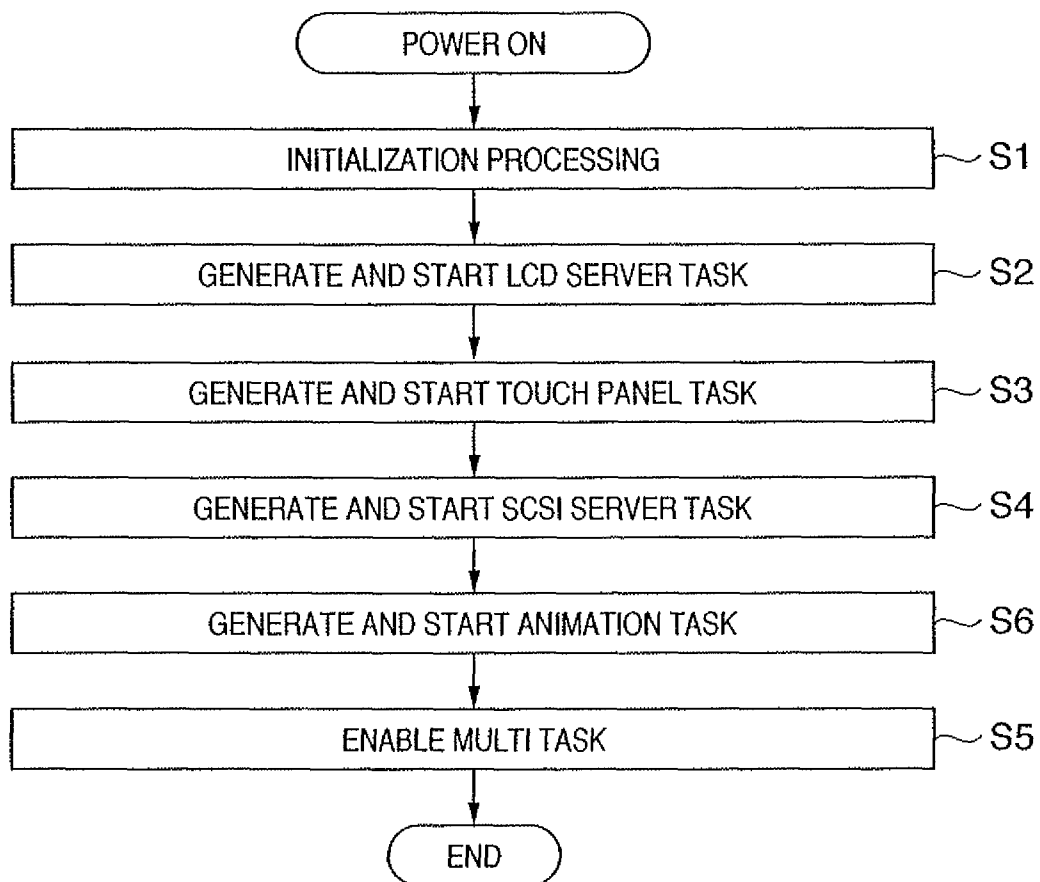 POWER ON
INITIALIZATION PROCESSING S1
GENERATE AND START LCD SERVER TASK S2
GENERATE AND START TOUCH PANEL TASK S3
GENERATE AND START SCSI SERVER TASK S4
GENERATE AND START ANIMATION TASK S6
ENABLE MULTI TASK S5
END